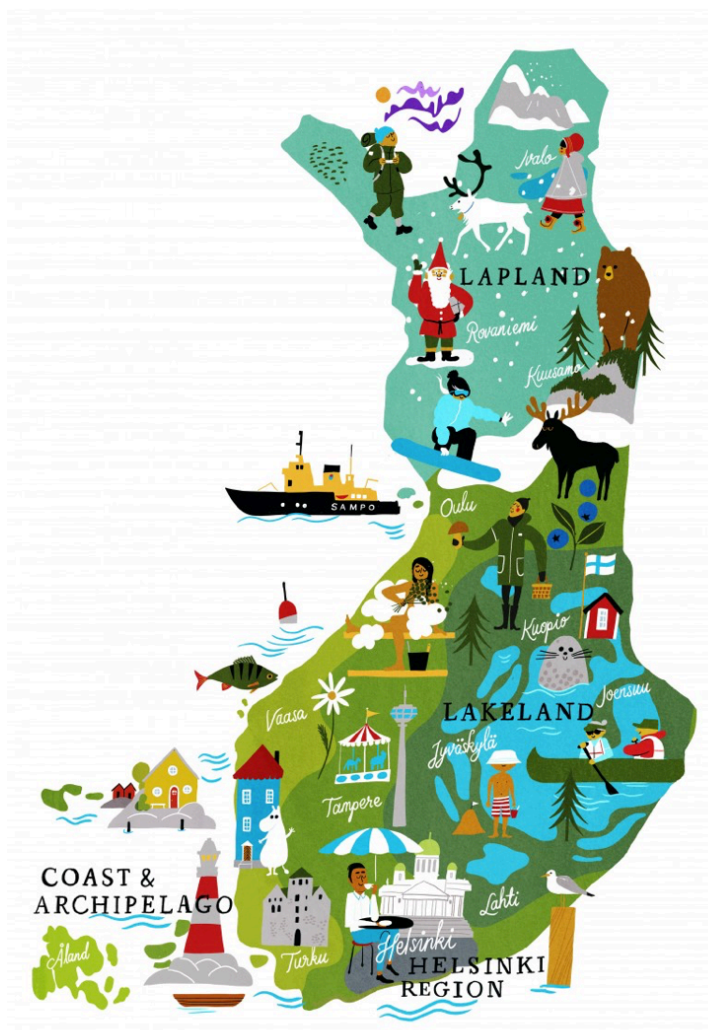 Ivalo
LAPLAND
Rovaniemi
Kuusamo
SAMPO
Oulu
Kuopio
Joensuu
Vaasa
LAKELAND
Jyväskylä
Tampere
COAST &
ARCHIPELAGO
Lahti
Åland
Turku
Helsinki
HELSINKI
REGION